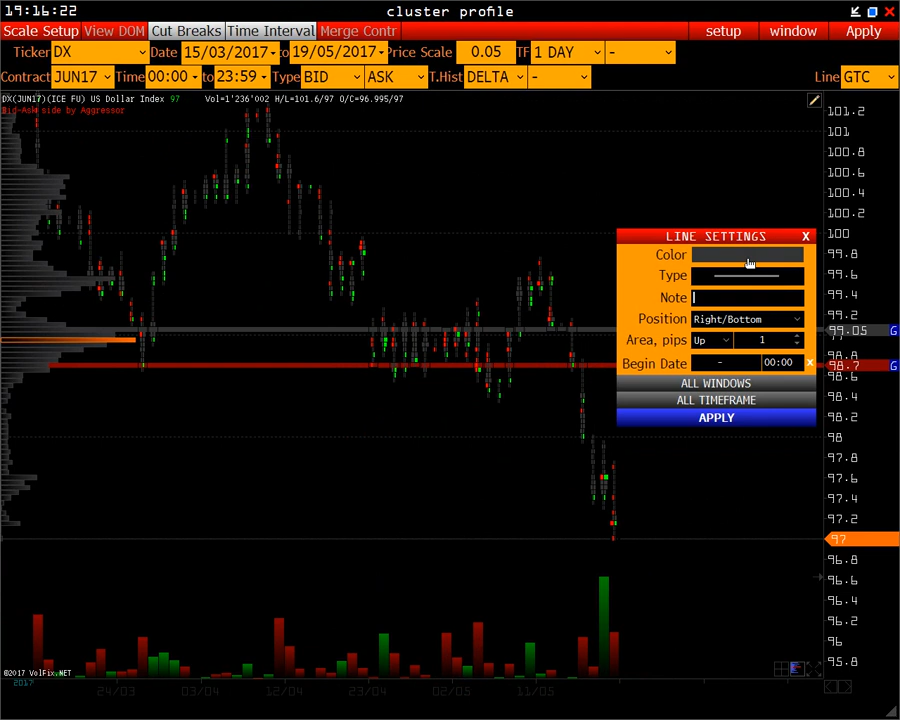 19:16:22
cluster profile
Scale Setup View DOM Cut Breaks Time Interval Merge Contr setup window Apply
Ticker DX Date 15/03/2017 to 19/05/2017 Price Scale 0.05 TF 1 DAY -
Contract JUN17 Time 00:00 to 23:59 Type BID ASK T.Hist DELTA - Line GTC
DX(JUN17)(ICE FU) US Dollar Index 97 Vol=1'236'002 H/L=101.6/97 O/C=96.995/97
Bid-Ask side by Aggressor
101.2
101
100.8
100.6
100.4
100.2
100
99.8
99.6
99.4
99.2
99.05 G
98.8
98.7 G
98.6
98.4
98.2
98
97.8
97.6
97.4
97.2
97
96.8
96.6
96.4
96.2
96
95.8
LINE SETTINGS X
Color
Type
Note
Position Right/Bottom
Area, pips Up 1
Begin Date - 00:00 x
ALL WINDOWS
ALL TIMEFRAME
APPLY
©2017 VolFix.NET
2017
24/03 03/04 12/04 23/04 02/05 11/05